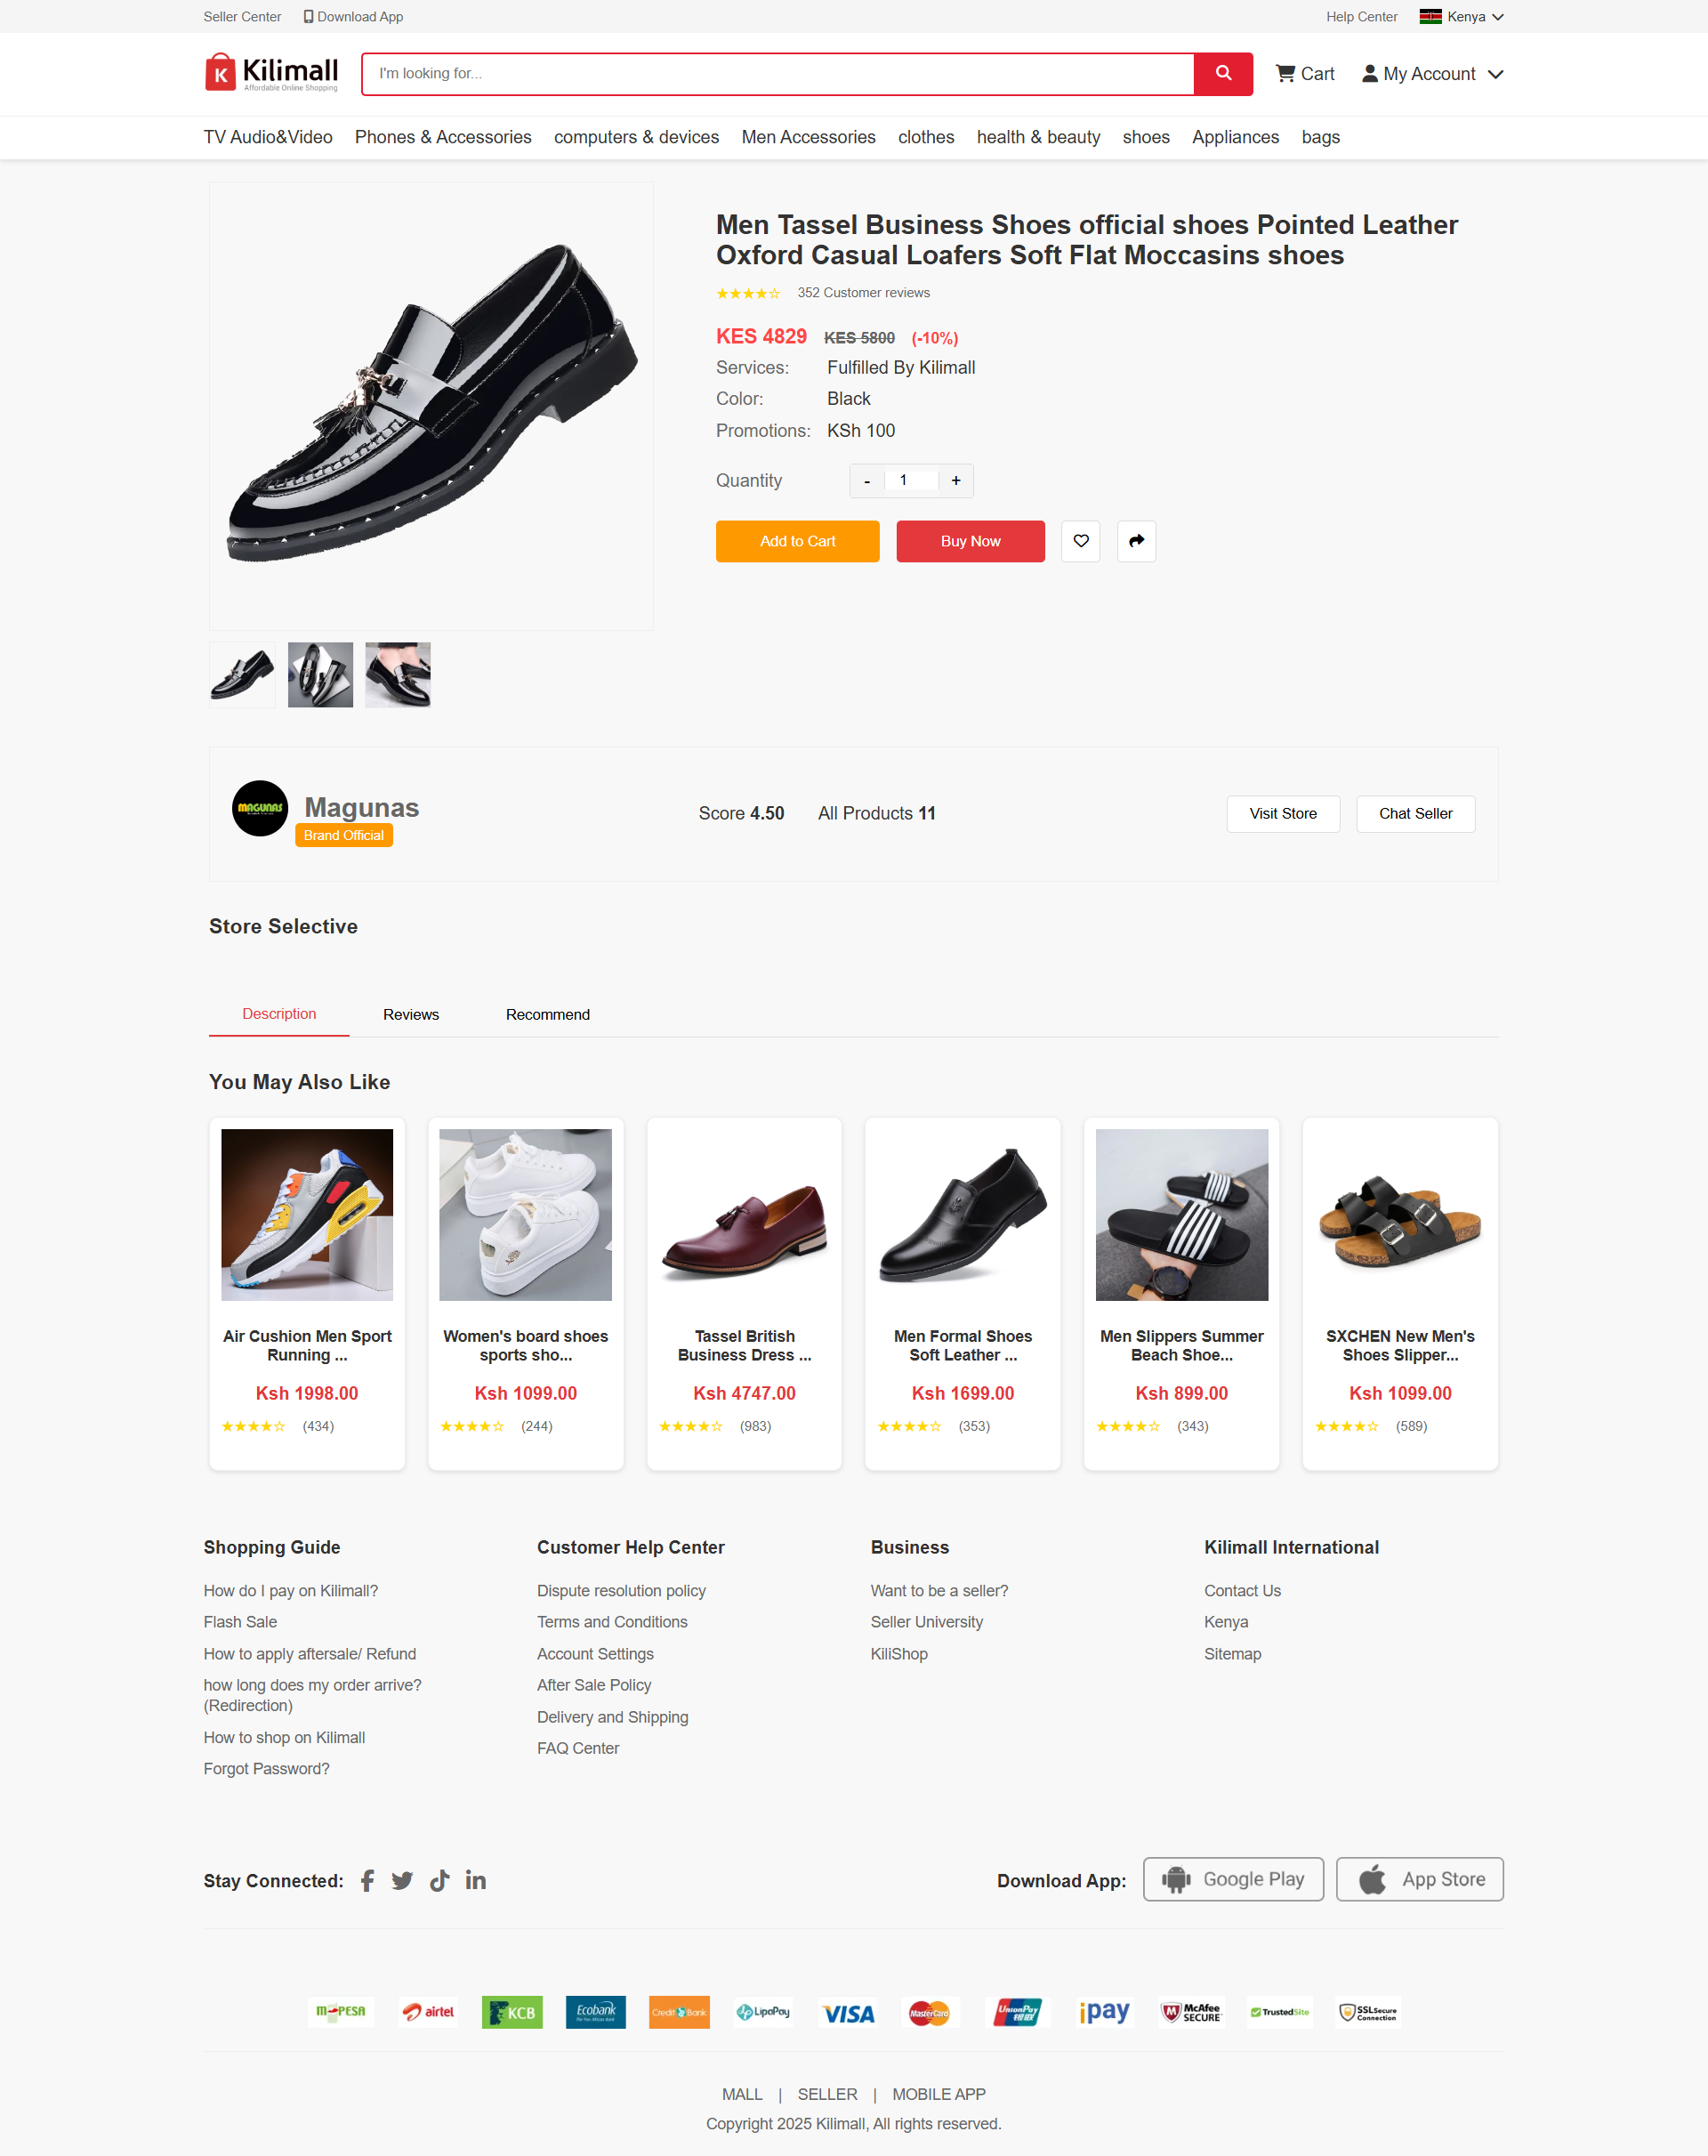 Seller Center Download App Help Center Kenya
K Kilimall
Affordable Online Shopping
I'm looking for...
Cart My Account
TV Audio&Video Phones & Accessories computers & devices Men Accessories clothes health & beauty shoes Appliances bags
Men Tassel Business Shoes official shoes Pointed Leather
Oxford Casual Loafers Soft Flat Moccasins shoes
★★★★☆ 352 Customer reviews
KES 4829 KES 5800 (-10%)
Services: Fulfilled By Kilimall
Color: Black
Promotions: KSh 100
Quantity - 1 +
Add to Cart Buy Now
MAGUNAS
Magunas
Brand Official
Score 4.50 All Products 11
Visit Store Chat Seller
Store Selective
Description Reviews Recommend
You May Also Like
Air Cushion Men Sport
Running ...
Ksh 1998.00
★★★★☆ (434)
Women's board shoes
sports sho...
Ksh 1099.00
★★★★☆ (244)
Tassel British
Business Dress ...
Ksh 4747.00
★★★★☆ (983)
Men Formal Shoes
Soft Leather ...
Ksh 1699.00
★★★★☆ (353)
Men Slippers Summer
Beach Shoe...
Ksh 899.00
★★★★☆ (343)
SXCHEN New Men's
Shoes Slipper...
Ksh 1099.00
★★★★☆ (589)
Shopping Guide
How do I pay on Kilimall?
Flash Sale
How to apply aftersale/ Refund
how long does my order arrive?
(Redirection)
How to shop on Kilimall
Forgot Password?
Customer Help Center
Dispute resolution policy
Terms and Conditions
Account Settings
After Sale Policy
Delivery and Shipping
FAQ Center
Business
Want to be a seller?
Seller University
KiliShop
Kilimall International
Contact Us
Kenya
Sitemap
Stay Connected:
Download App: Google Play App Store
M-PESA airtel KCB Ecobank Credit Bank LipaPay VISA MasterCard UnionPay 银联 ipay McAfee SECURE TrustedSite SSLSecure Connection
MALL | SELLER | MOBILE APP
Copyright 2025 Kilimall, All rights reserved.